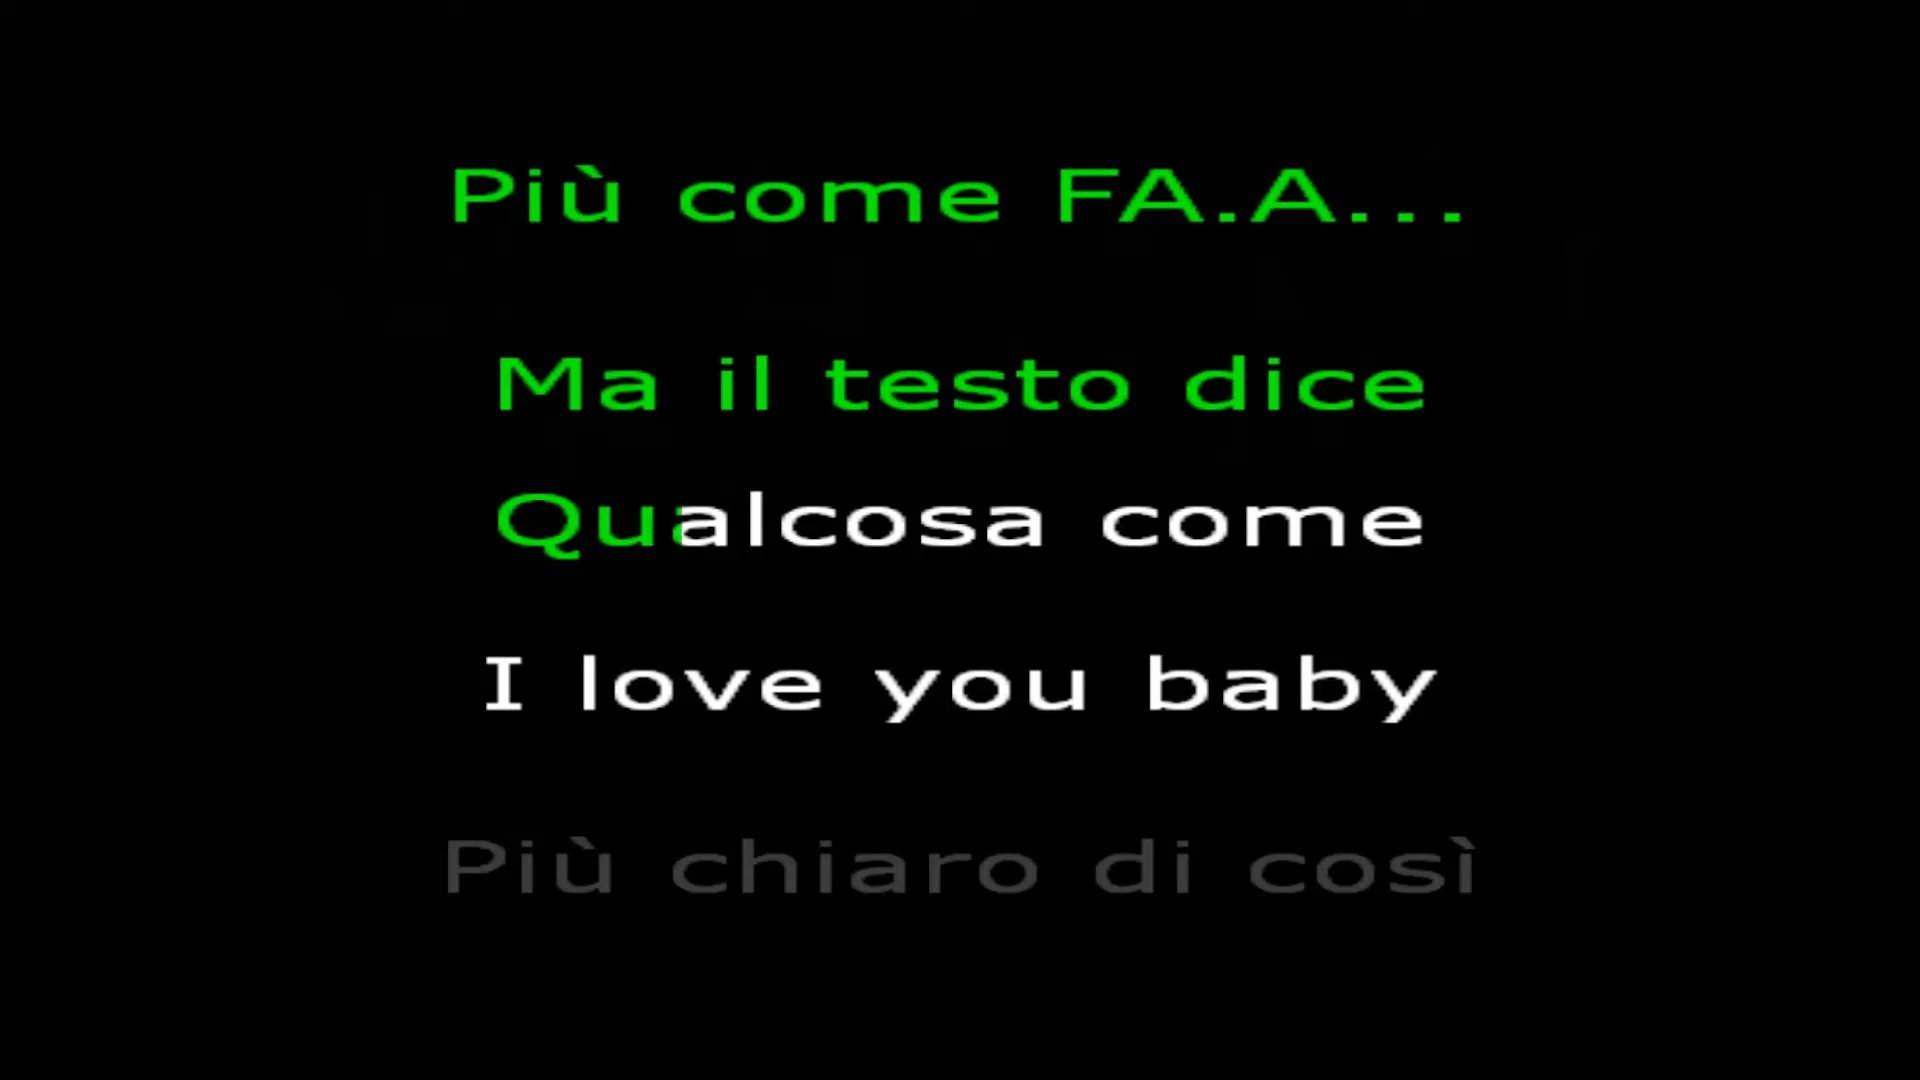 Più come FA.A...
Ma il testo dice
Qualcosa come
I love you baby
Più chiaro di così